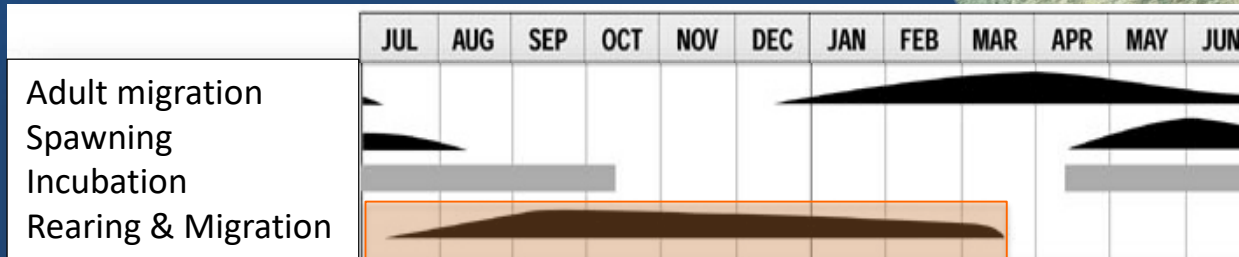 JUL AUG SEP OCT NOV DEC JAN FEB MAR APR MAY JUN
Adult migration
Spawning
Incubation
Rearing & Migration